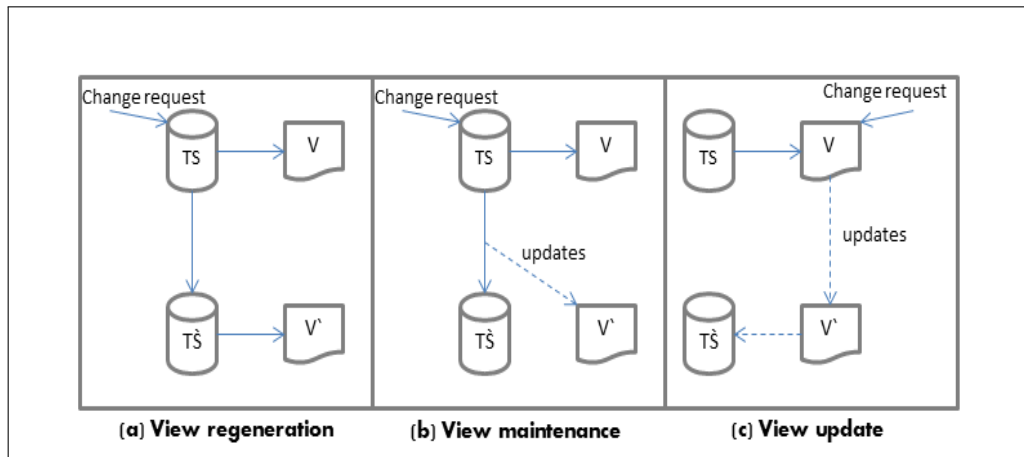 Change request
TS
V
TS̀
V`
(a) View regeneration
Change request
TS
V
updates
TS̀
V`
(b) View maintenance
Change request
TS
V
updates
TS̀
V`
(c) View update